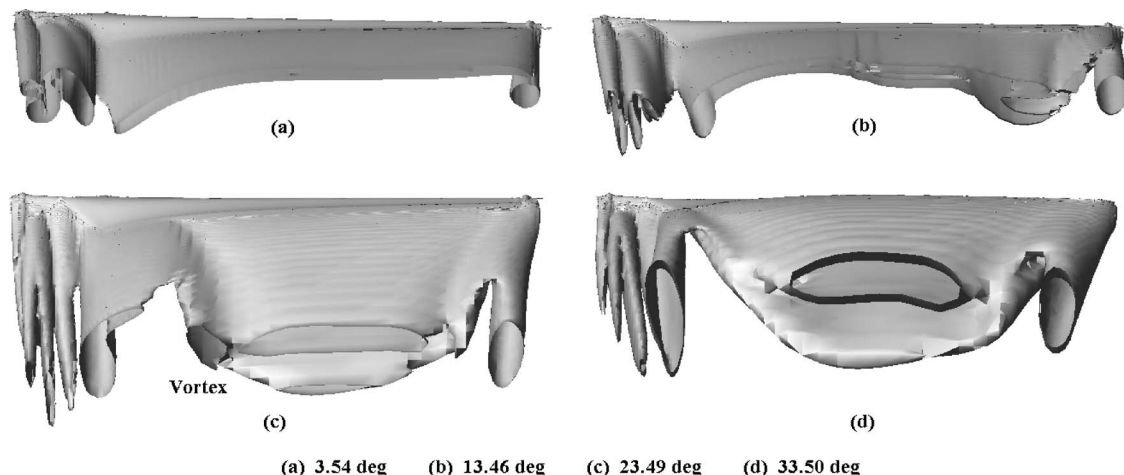 (a)
(b)
Vortex
(c)
(d)
(a) 3.54 deg (b) 13.46 deg (c) 23.49 deg (d) 33.50 deg